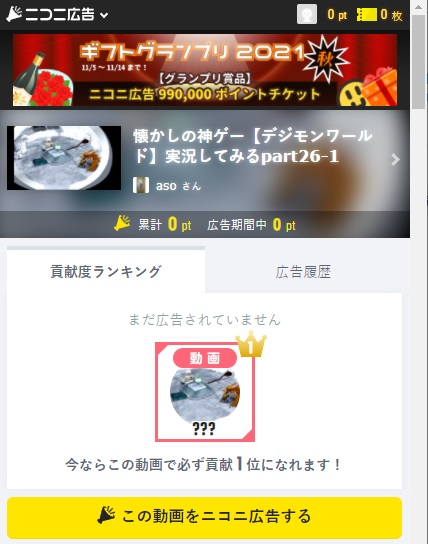 ニコニ広告
0 pt
0 枚
ギフトグランプリ 2021 秋
11/5 ~ 11/14 まで!
【グランプリ賞品】
ニコニ広告 990,000 ポイントチケット
懐かしの神ゲー【デジモンワール
ド】実況してみるpart26-1
aso さん
累計 0 pt 広告期間中 0 pt
貢献度ランキング
広告履歴
まだ広告されていません
1
動画
???
今ならこの動画で必ず貢献1位になれます!
この動画をニコニ広告する